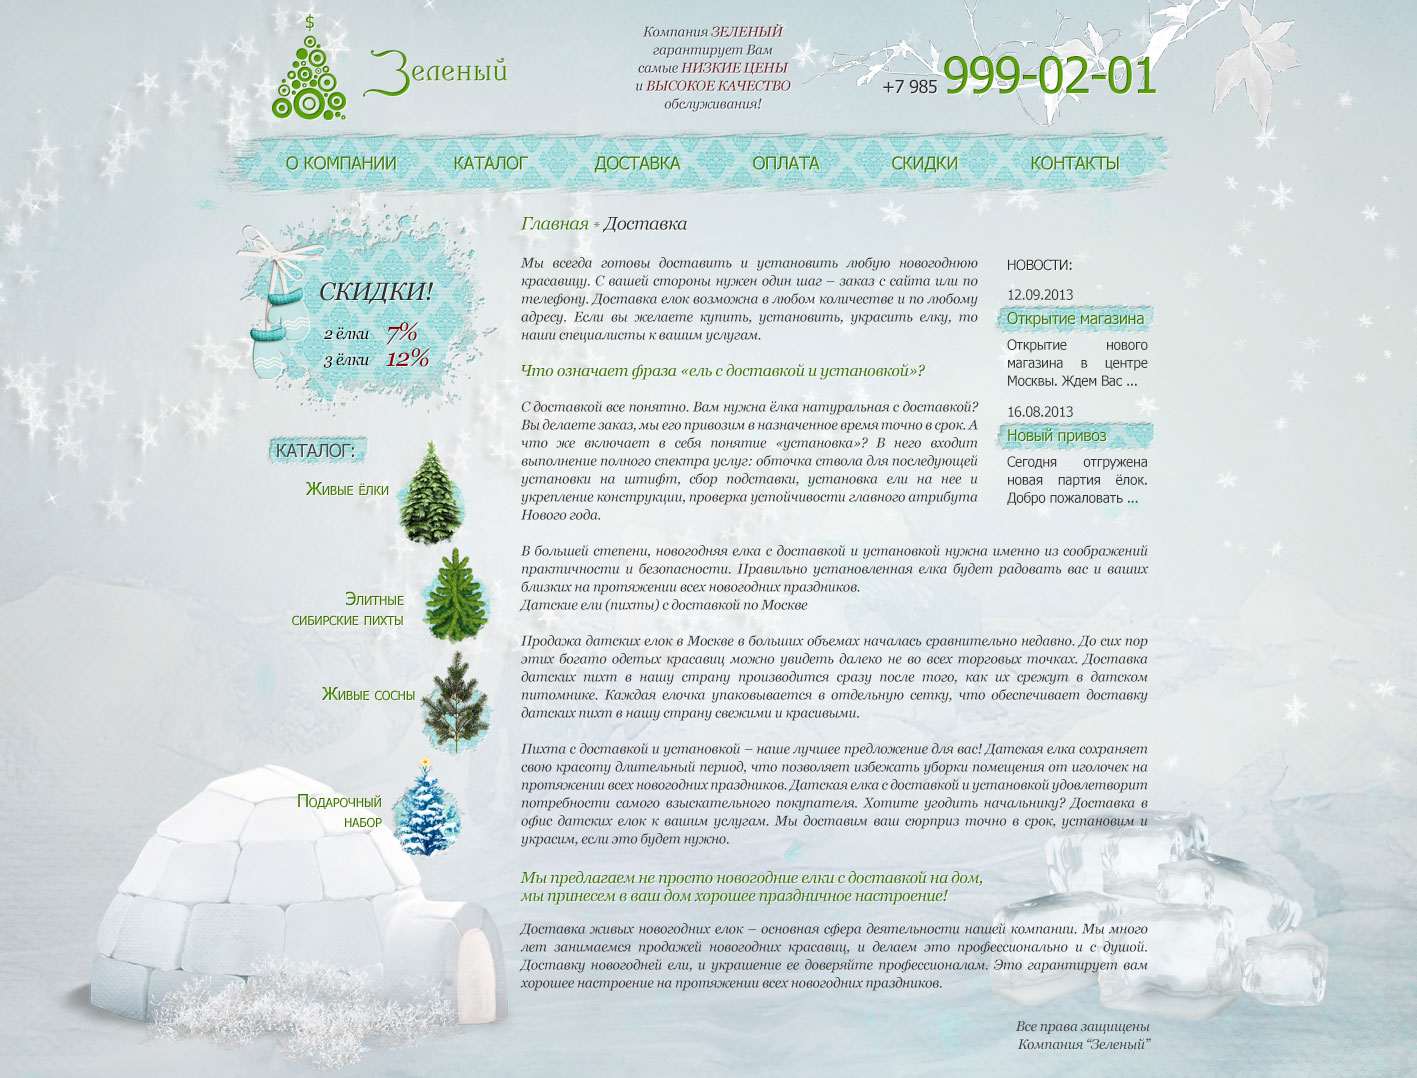 $
Зеленый
Компания ЗЕЛЕНЫЙ
гарантирует Вам
самые НИЗКИЕ ЦЕНЫ
и ВЫСОКОЕ КАЧЕСТВО
обслуживания!
+7 985 999-02-01
О КОМПАНИИ КАТАЛОГ ДОСТАВКА ОПЛАТА СКИДКИ КОНТАКТЫ
СКИДКИ!
2 ёлки 7%
3 ёлки 12%
КАТАЛОГ:
Живые ёлки
Элитные
сибирские пихты
Живые сосны
Подарочный
набор
Главная * Доставка
Мы всегда готовы доставить и установить любую новогоднюю
красавицу. С вашей стороны нужен один шаг – заказ с сайта или по
телефону. Доставка елок возможна в любом количестве и по любому
адресу. Если вы желаете купить, установить, украсить елку, то
наши специалисты к вашим услугам.
Что означает фраза «ель с доставкой и установкой»?
С доставкой все понятно. Вам нужна ёлка натуральная с доставкой?
Вы делаете заказ, мы его привозим в назначенное время точно в срок. А
что же включает в себя понятие «установка»? В него входит
выполнение полного спектра услуг: обточка ствола для последующей
установки на штифт, сбор подставки, установка ели на нее и
укрепление конструкции, проверка устойчивости главного атрибута
Нового года.
В большей степени, новогодняя елка с доставкой и установкой нужна именно из соображений
практичности и безопасности. Правильно установленная елка будет радовать вас и ваших
близких на протяжении всех новогодних праздников.
Датские ели (пихты) с доставкой по Москве
Продажа датских елок в Москве в больших объемах началась сравнительно недавно. До сих пор
этих богато одетых красавиц можно увидеть далеко не во всех торговых точках. Доставка
датских пихт в нашу страну производится сразу после того, как их срежут в датском
питомнике. Каждая елочка упаковывается в отдельную сетку, что обеспечивает доставку
датских пихт в нашу страну свежими и красивыми.
Пихта с доставкой и установкой – наше лучшее предложение для вас! Датская елка сохраняет
свою красоту длительный период, что позволяет избежать уборки помещения от иголочек на
протяжении всех новогодних праздников. Датская елка с доставкой и установкой удовлетворит
потребности самого взыскательного покупателя. Хотите угодить начальнику? Доставка в
офис датских елок к вашим услугам. Мы доставим ваш сюрприз точно в срок, установим и
украсим, если это будет нужно.
Мы предлагаем не просто новогодние елки с доставкой на дом,
мы принесем в ваш дом хорошее праздничное настроение!
Доставка живых новогодних елок – основная сфера деятельности нашей компании. Мы много
лет занимаемся продажей новогодних красавиц, и делаем это профессионально и с душой.
Доставку новогодней ели, и украшение ее доверяйте профессионалам. Это гарантирует вам
хорошее настроение на протяжении всех новогодних праздников.
НОВОСТИ:
12.09.2013
Открытие магазина
Открытие нового
магазина в центре
Москвы. Ждем Вас ...
16.08.2013
Новый привоз
Сегодня отгружена
новая партия ёлок.
Добро пожаловать ...
Все права защищены
Компания “Зеленый”